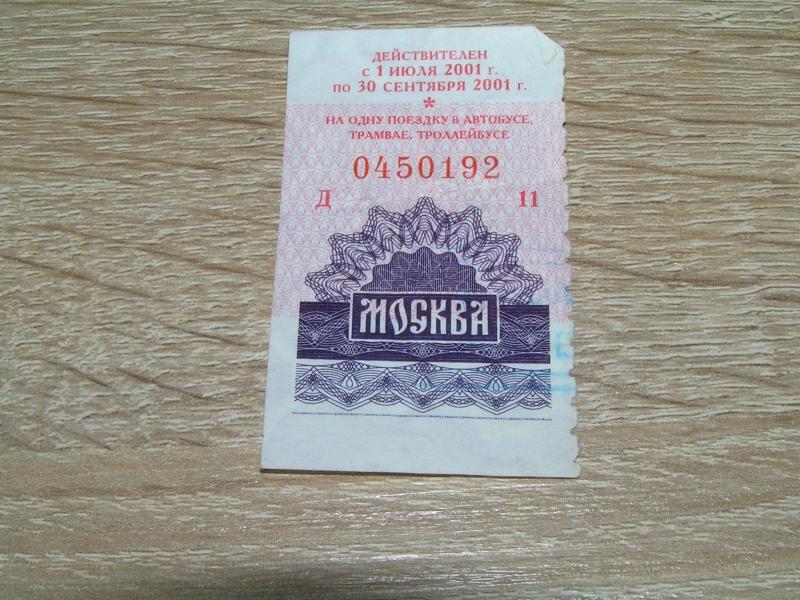 ДЕЙСТВИТЕЛЕН
с 1 ИЮЛЯ 2001 г.
по 30 СЕНТЯБРЯ 2001 г.
*
НА ОДНУ ПОЕЗДКУ В АВТОБУСЕ,
ТРАМВАЕ, ТРОЛЛЕЙБУСЕ
0450192
Д 11
МОСКВА